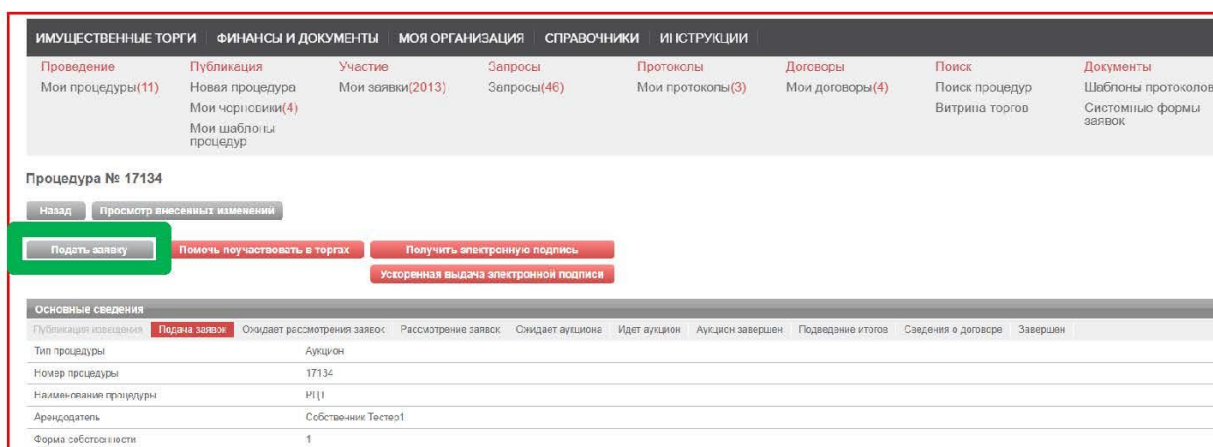 ИМУЩЕСТВЕННЫЕ ТОРГИ ФИНАНСЫ И ДОКУМЕНТЫ МОЯ ОРГАНИЗАЦИЯ СПРАВОЧНИКИ ИНСТРУКЦИИ
Проведение Публикация Участие Запросы Протоколы Договоры Поиск Документы
Мои процедуры(11) Новая процедура Мои заявки(2013) Запросы(46) Мои протоколы(3) Мои договоры(4) Поиск процедур Шаблоны протоколов
Мои черновики(4) Витрина торгов Системные формы
Мои шаблоны заявок
процедур
Процедура № 17134
Назад Просмотр внесенных изменений
Подать заявку Помочь поучаствовать в торгах Получить электронную подпись
Ускоренная выдача электронной подписи
Основные сведения
Публикация извещения Подача заявок Ожидает рассмотрения заявок Рассмотрение заявок Ожидает аукциона Идет аукцион Аукцион завершен Подведение итогов Сведения о договоре Завершен
Тип процедуры Аукцион
Номер процедуры 17134
Наименование процедуры
Арендодатель Собственник Тестер1
Форма собственности 1